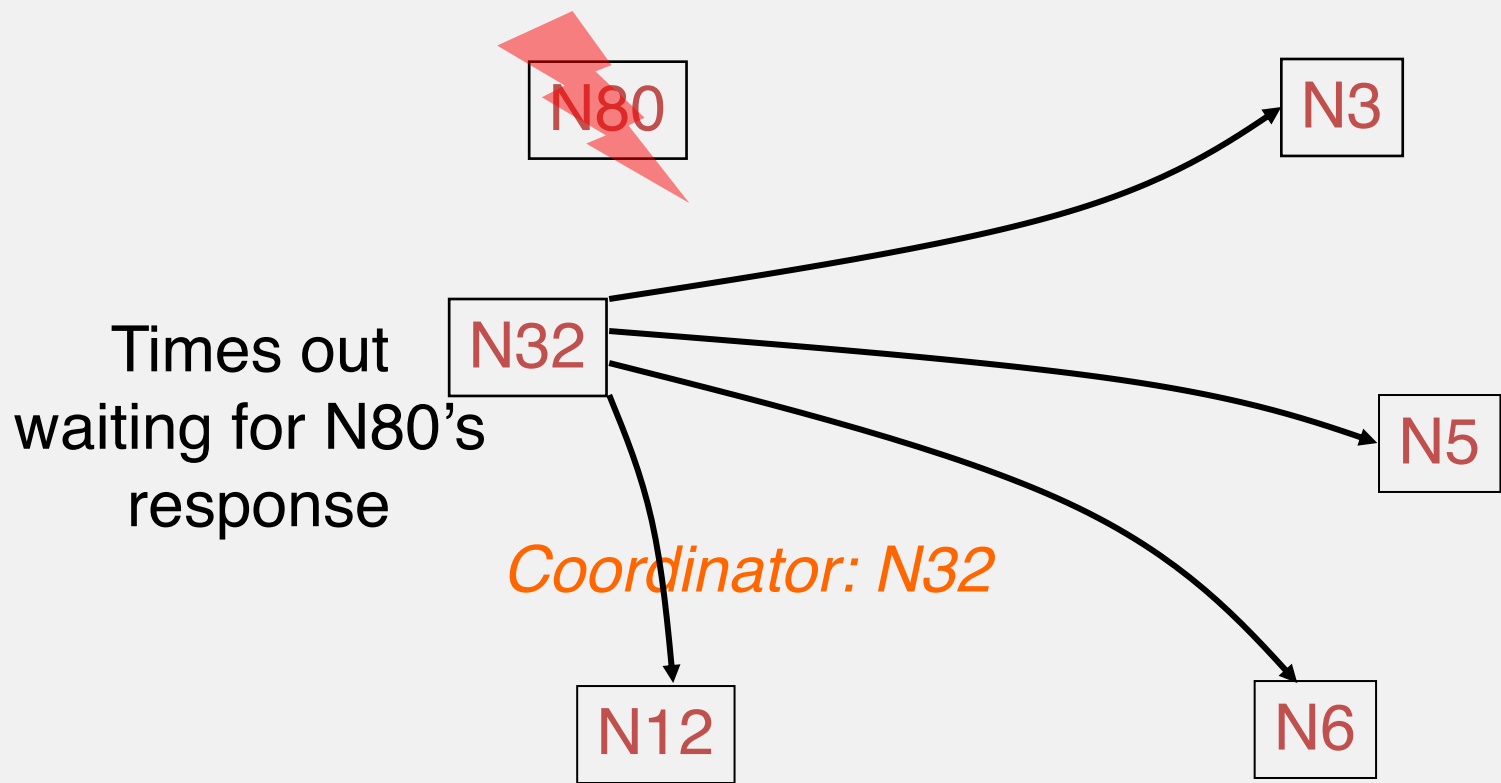 N80
N3
N32
Times out
waiting for N80’s
response
N5
Coordinator: N32
N12
N6